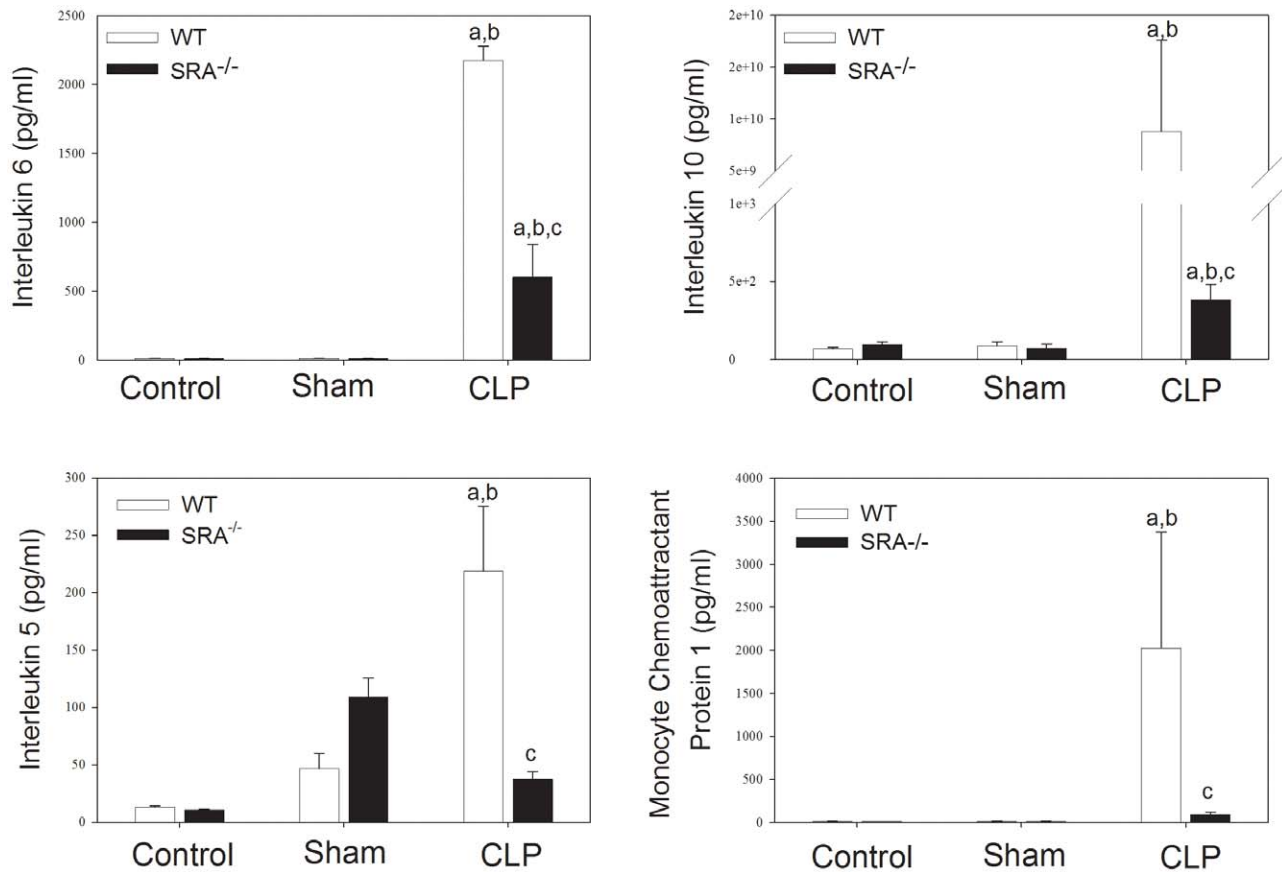 Interleukin 6 (pg/ml)
2500
2000
1500
1000
500
0
WT
SRA-/-
a,b
a,b,c
Control Sham CLP
Interleukin 10 (pg/ml)
2e+10
2e+10
1e+10
5e+9
1e+3
5e+2
0
WT
SRA-/-
a,b
a,b,c
Control Sham CLP
Interleukin 5 (pg/ml)
300
250
200
150
100
50
0
WT
SRA-/-
a,b
c
Control Sham CLP
Monocyte Chemoattractant
Protein 1 (pg/ml)
4000
3500
3000
2500
2000
1500
1000
500
0
WT
SRA-/-
a,b
c
Control Sham CLP